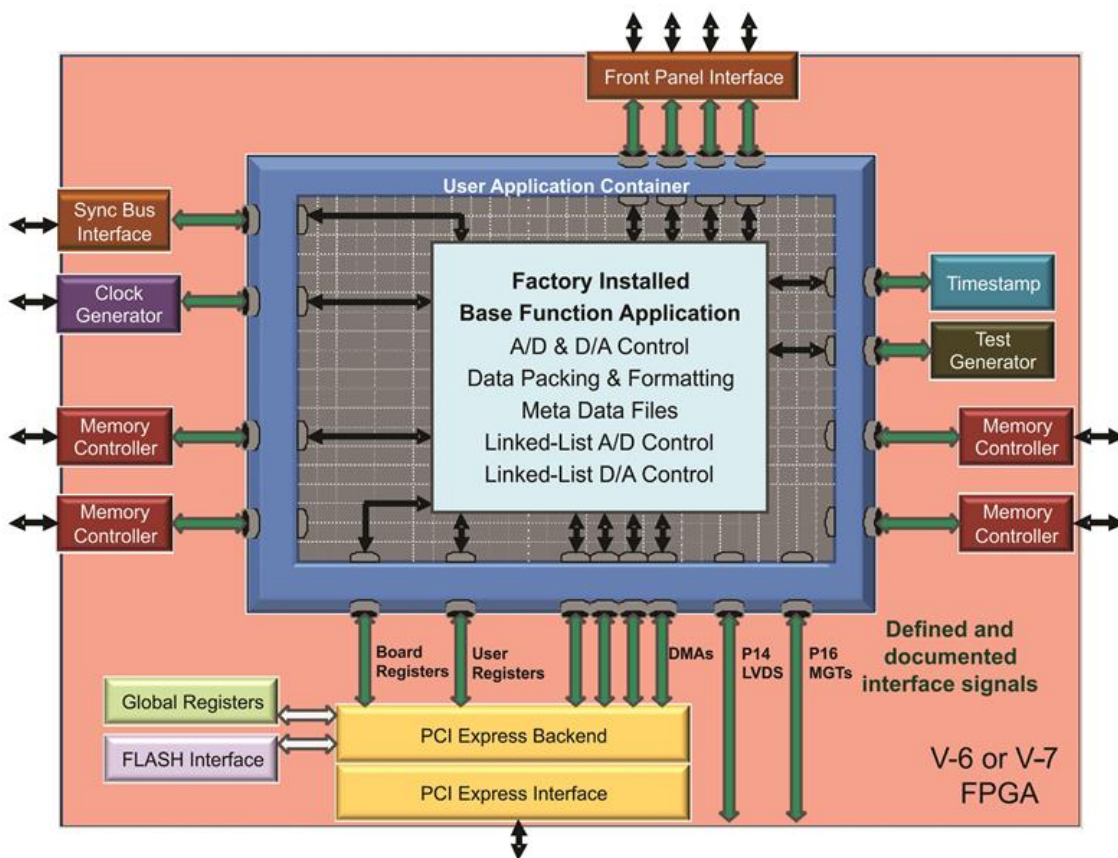 Front Panel Interface
User Application Container
Sync Bus
Interface
Clock
Generator
Memory
Controller
Memory
Controller
Factory Installed
Base Function Application
A/D & D/A Control
Data Packing & Formatting
Meta Data Files
Linked-List A/D Control
Linked-List D/A Control
Timestamp
Test
Generator
Memory
Controller
Memory
Controller
Board
Registers
User
Registers
DMAs
P14
LVDS
P16
MGTs
Defined and
documented
interface signals
Global Registers
FLASH Interface
PCI Express Backend
PCI Express Interface
V-6 or V-7
FPGA